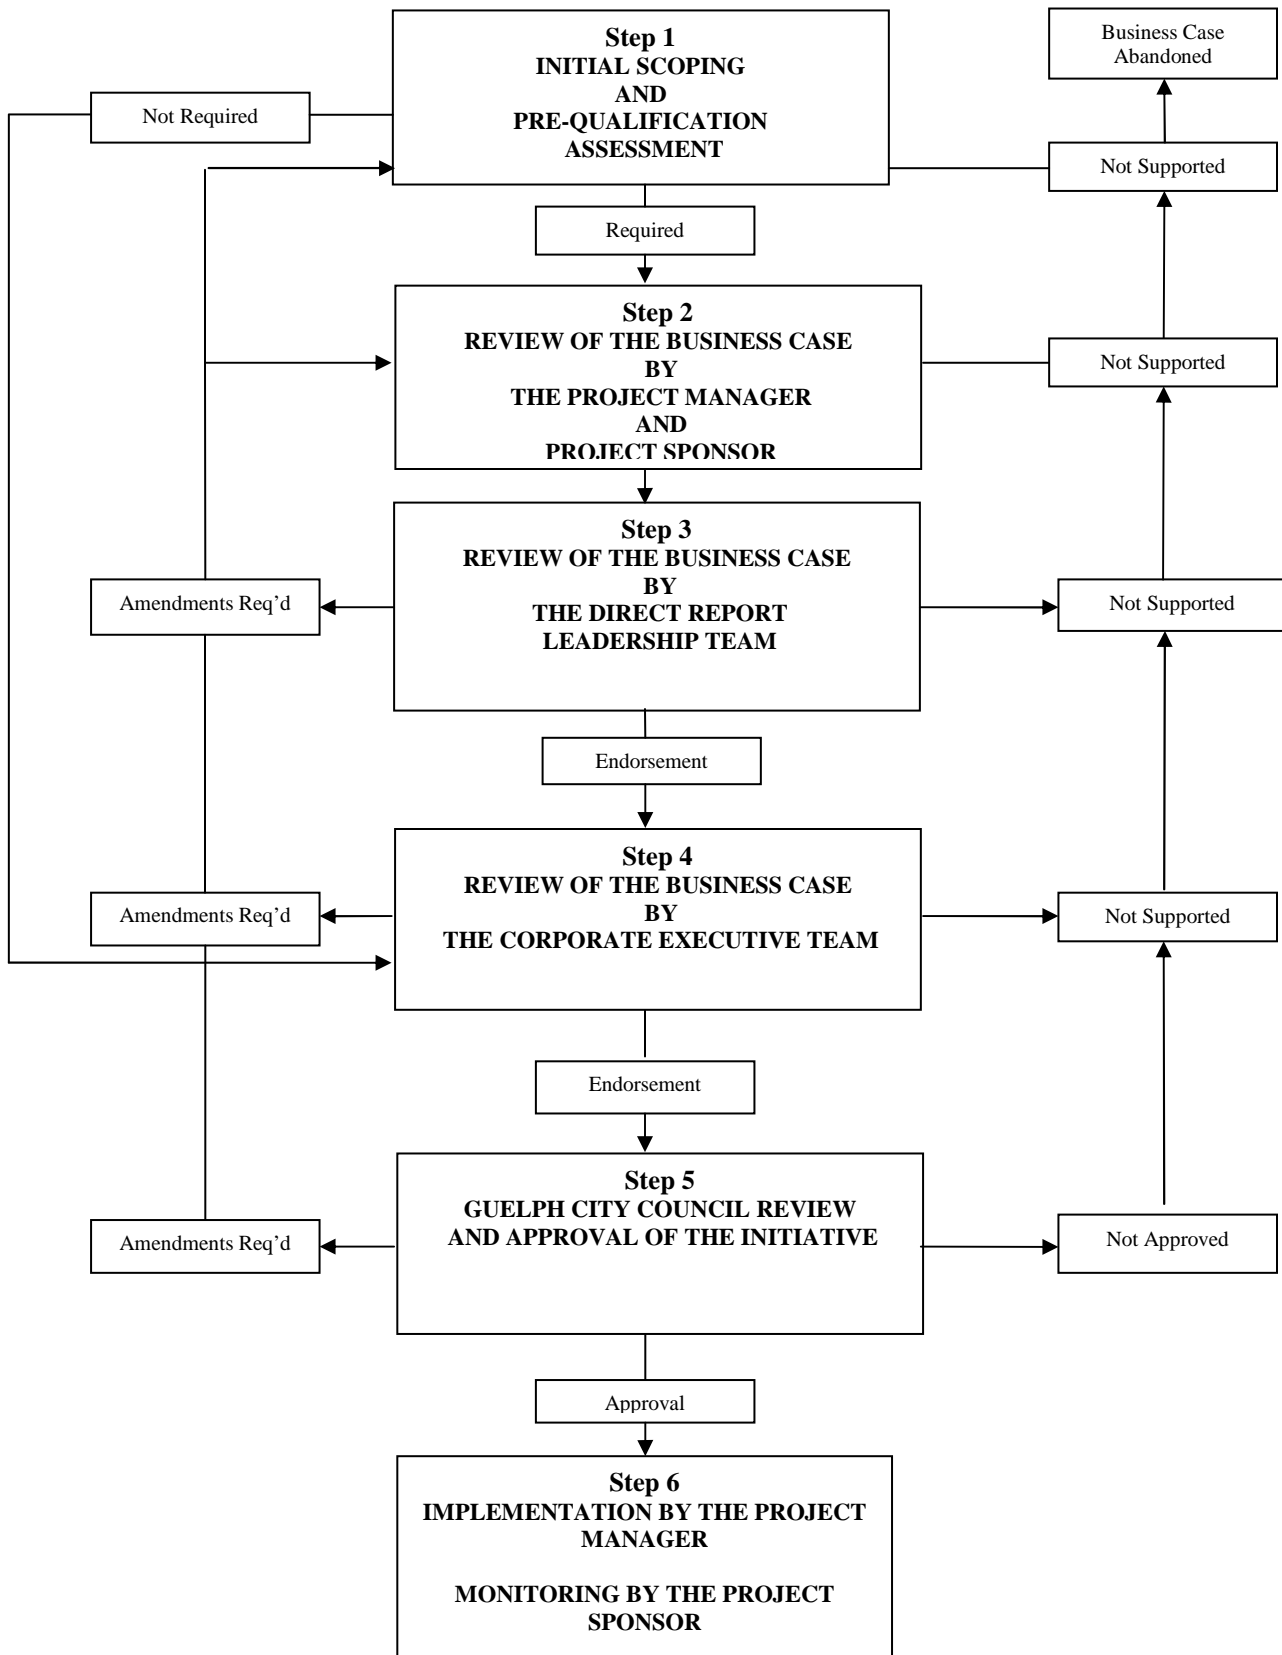 Step 1
INITIAL SCOPING
AND
PRE-QUALIFICATION
ASSESSMENT
Business Case
Abandoned
Not Required
Not Supported
Required
Step 2
REVIEW OF THE BUSINESS CASE
BY
THE PROJECT MANAGER
AND
PROJECT SPONSOR
Not Supported
Step 3
REVIEW OF THE BUSINESS CASE
BY
THE DIRECT REPORT
LEADERSHIP TEAM
Amendments Req’d
Not Supported
Endorsement
Step 4
REVIEW OF THE BUSINESS CASE
BY
THE CORPORATE EXECUTIVE TEAM
Amendments Req’d
Not Supported
Endorsement
Step 5
GUELPH CITY COUNCIL REVIEW
AND APPROVAL OF THE INITIATIVE
Amendments Req’d
Not Approved
Approval
Step 6
IMPLEMENTATION BY THE PROJECT
MANAGER
MONITORING BY THE PROJECT
SPONSOR